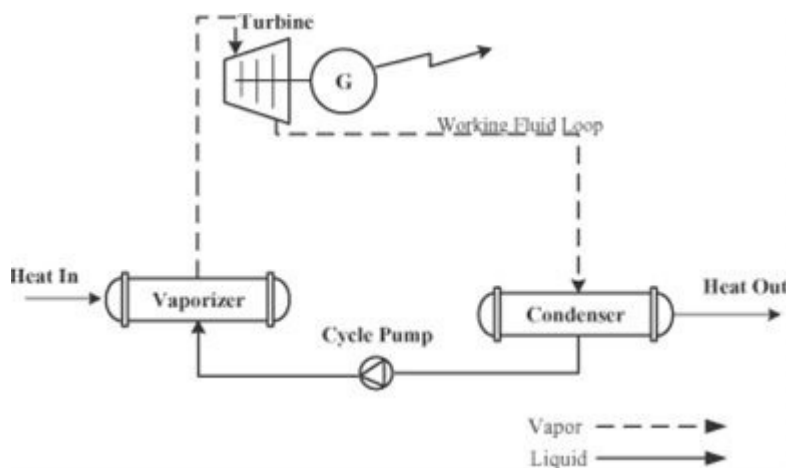 Turbine
G
Working Fluid Loop
Heat In
Vaporizer
Condenser
Heat Out
Cycle Pump
Vapor
Liquid